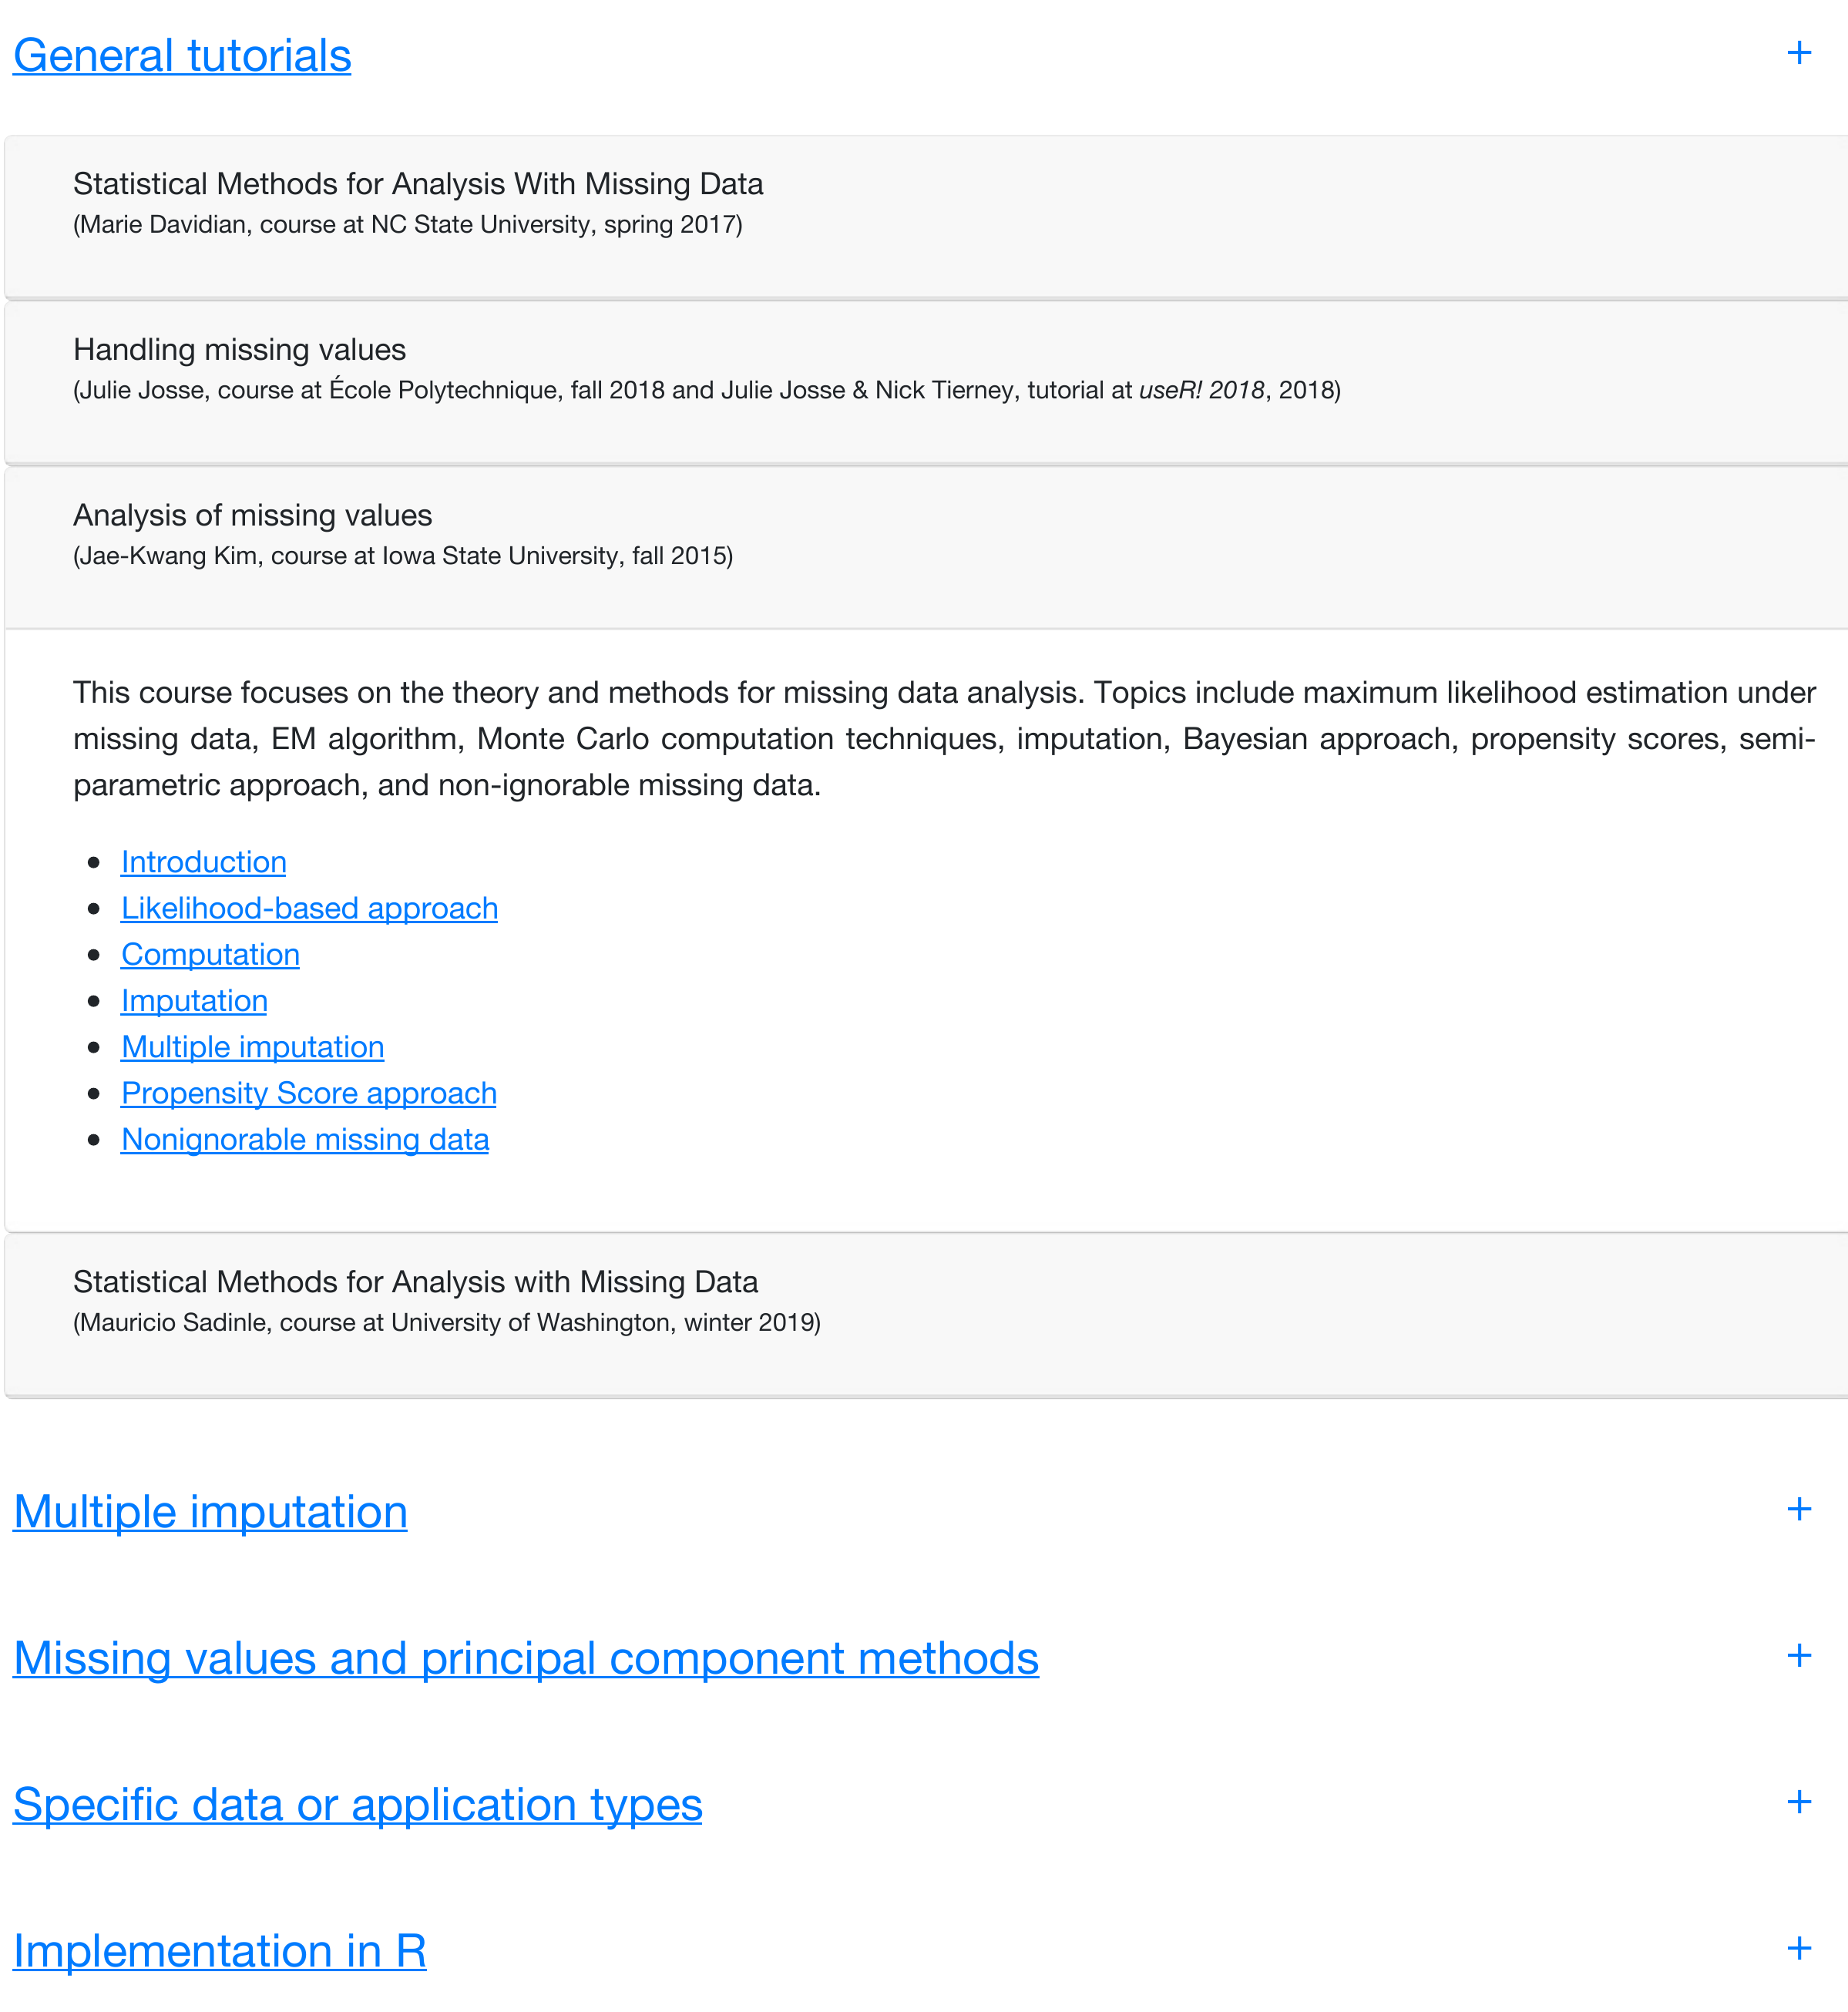 General tutorials +
Statistical Methods for Analysis With Missing Data
(Marie Davidian, course at NC State University, spring 2017)
Handling missing values
(Julie Josse, course at École Polytechnique, fall 2018 and Julie Josse & Nick Tierney, tutorial at useR! 2018, 2018)
Analysis of missing values
(Jae-Kwang Kim, course at Iowa State University, fall 2015)
This course focuses on the theory and methods for missing data analysis. Topics include maximum likelihood estimation under
missing data, EM algorithm, Monte Carlo computation techniques, imputation, Bayesian approach, propensity scores, semi-
parametric approach, and non-ignorable missing data.
• Introduction
• Likelihood-based approach
• Computation
• Imputation
• Multiple imputation
• Propensity Score approach
• Nonignorable missing data
Statistical Methods for Analysis with Missing Data
(Mauricio Sadinle, course at University of Washington, winter 2019)
Multiple imputation +
Missing values and principal component methods +
Specific data or application types +
Implementation in R +